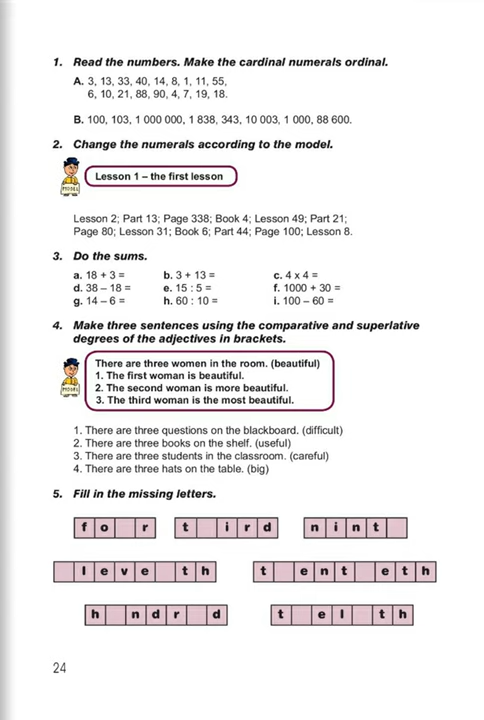 1. Read the numbers. Make the cardinal numerals ordinal.
A. 3, 13, 33, 40, 14, 8, 1, 11, 55,
6, 10, 21, 88, 90, 4, 7, 19, 18.
B. 100, 103, 1 000 000, 1 838, 343, 10 003, 1 000, 88 600.
2. Change the numerals according to the model.
MODEL
Lesson 1 – the first lesson
Lesson 2; Part 13; Page 338; Book 4; Lesson 49; Part 21;
Page 80; Lesson 31; Book 6; Part 44; Page 100; Lesson 8.
3. Do the sums.
a. 18 + 3 = b. 3 + 13 = c. 4 x 4 =
d. 38 – 18 = e. 15 : 5 = f. 1000 + 30 =
g. 14 – 6 = h. 60 : 10 = i. 100 – 60 =
4. Make three sentences using the comparative and superlative
degrees of the adjectives in brackets.
MODEL
There are three women in the room. (beautiful)
1. The first woman is beautiful.
2. The second woman is more beautiful.
3. The third woman is the most beautiful.
1. There are three questions on the blackboard. (difficult)
2. There are three books on the shelf. (useful)
3. There are three students in the classroom. (careful)
4. There are three hats on the table. (big)
5. Fill in the missing letters.
f o   r t   i r d n i n t
l e v e   t h t   e n t   e t h
h   n d r   d t   e l   t h
24